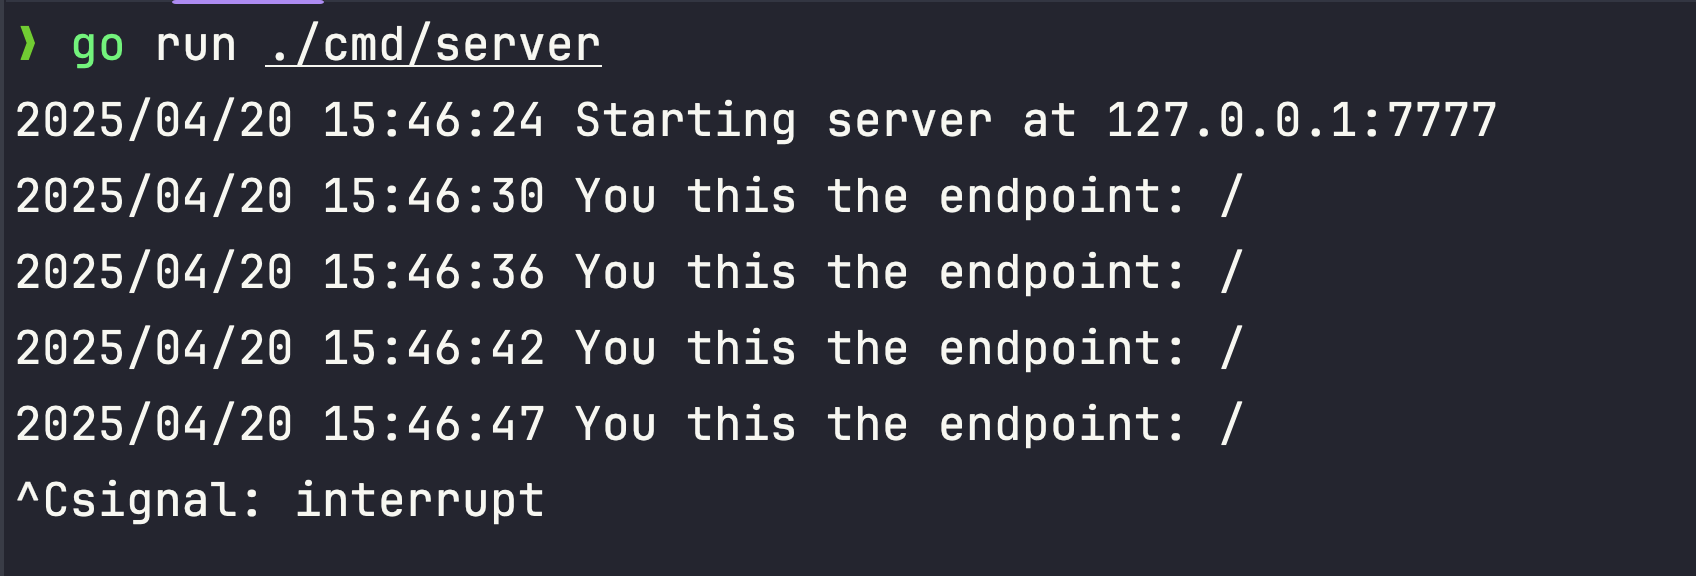 ❯ go run ./cmd/server
2025/04/20 15:46:24 Starting server at 127.0.0.1:7777
2025/04/20 15:46:30 You this the endpoint: /
2025/04/20 15:46:36 You this the endpoint: /
2025/04/20 15:46:42 You this the endpoint: /
2025/04/20 15:46:47 You this the endpoint: /
^Csignal: interrupt